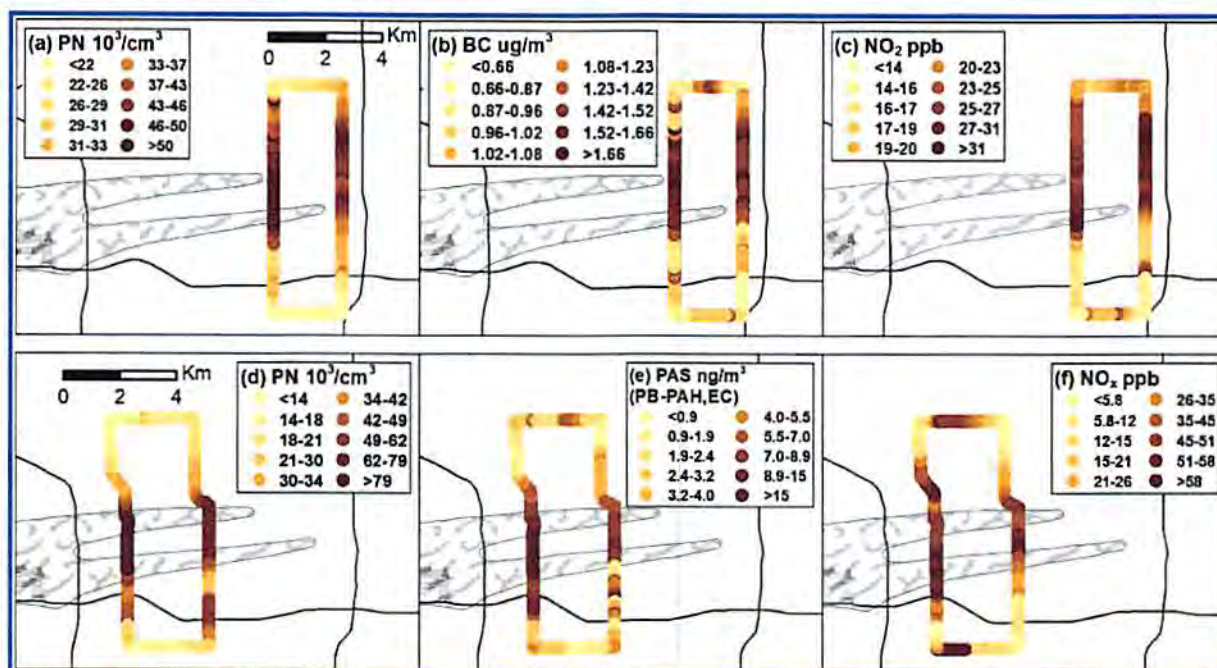 (a) PN 10³/cm³
<22 33-37
22-26 37-43
26-29 43-46
29-31 46-50
31-33 >50
Km
0 2 4
(b) BC ug/m³
<0.66 1.08-1.23
0.66-0.87 1.23-1.42
0.87-0.96 1.42-1.52
0.96-1.02 1.52-1.66
1.02-1.08 >1.66
(c) NO₂ ppb
<14 20-23
14-16 23-25
16-17 25-27
17-19 27-31
19-20 >31
Km
0 2 4
(d) PN 10³/cm³
<14 34-42
14-18 42-49
18-21 49-62
21-30 62-79
30-34 >79
(e) PAS ng/m³
(PB-PAH,EC)
<0.9 4.0-5.5
0.9-1.9 5.5-7.0
1.9-2.4 7.0-8.9
2.4-3.2 8.9-15
3.2-4.0 >15
(f) NOₓ ppb
<5.8 26-35
5.8-12 35-45
12-15 45-51
15-21 51-58
21-26 >58